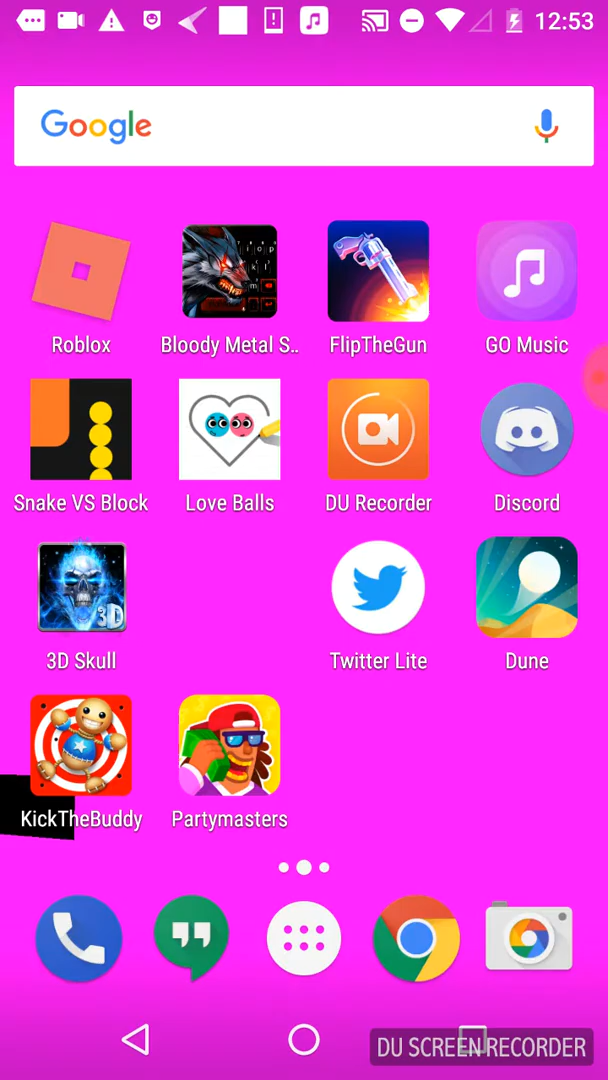 12:53
Google
Roblox
Bloody Metal S..
FlipTheGun
GO Music
Snake VS Block
Love Balls
DU Recorder
Discord
3D
3D Skull
Twitter Lite
Dune
KickTheBuddy
Partymasters
DU SCREEN RECORDER